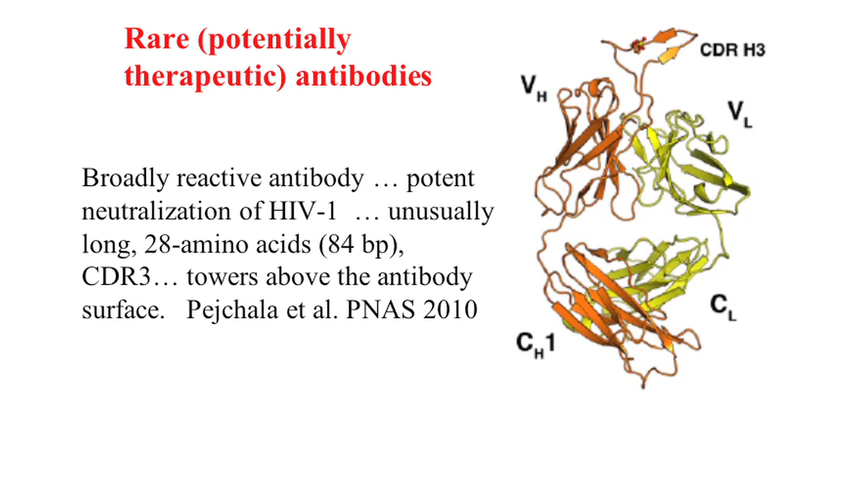 Rare (potentially
therapeutic) antibodies
Broadly reactive antibody … potent
neutralization of HIV-1 … unusually
long, 28-amino acids (84 bp),
CDR3… towers above the antibody
surface. Pejchala et al. PNAS 2010
CDR H3
VH
VL
CL
CH1